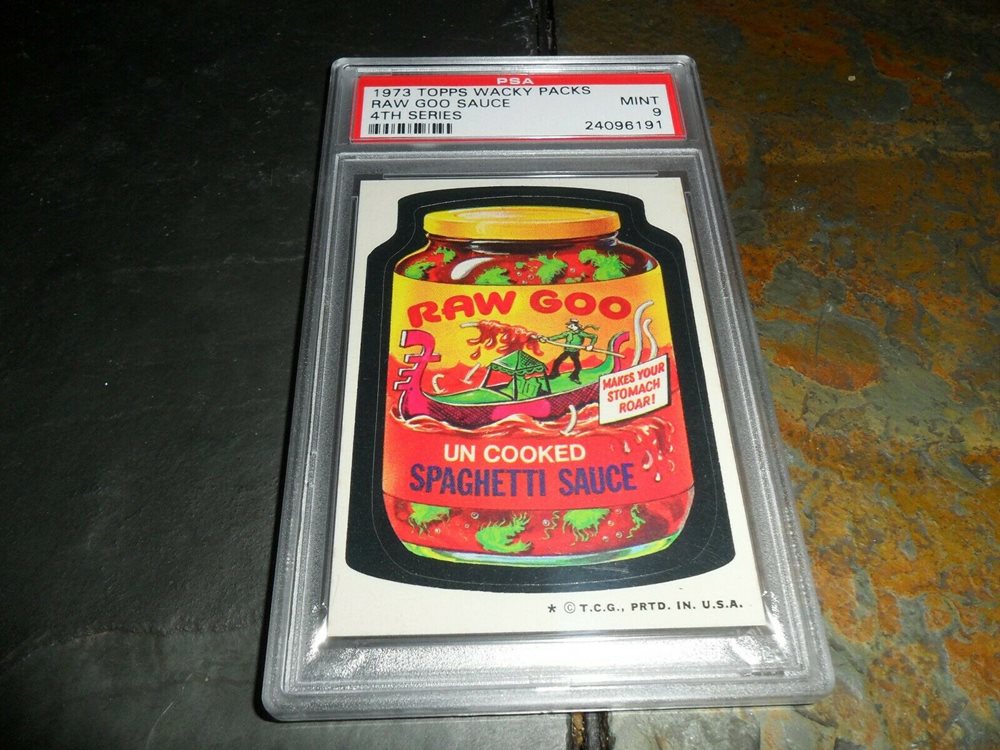 PSA
1973 TOPPS WACKY PACKS
RAW GOO SAUCE MINT
4TH SERIES 9
24096191
RAW GOO
MAKES YOUR
STOMACH
ROAR!
UN COOKED
SPAGHETTI SAUCE
* © T.C.G., PRTD. IN. U.S.A.